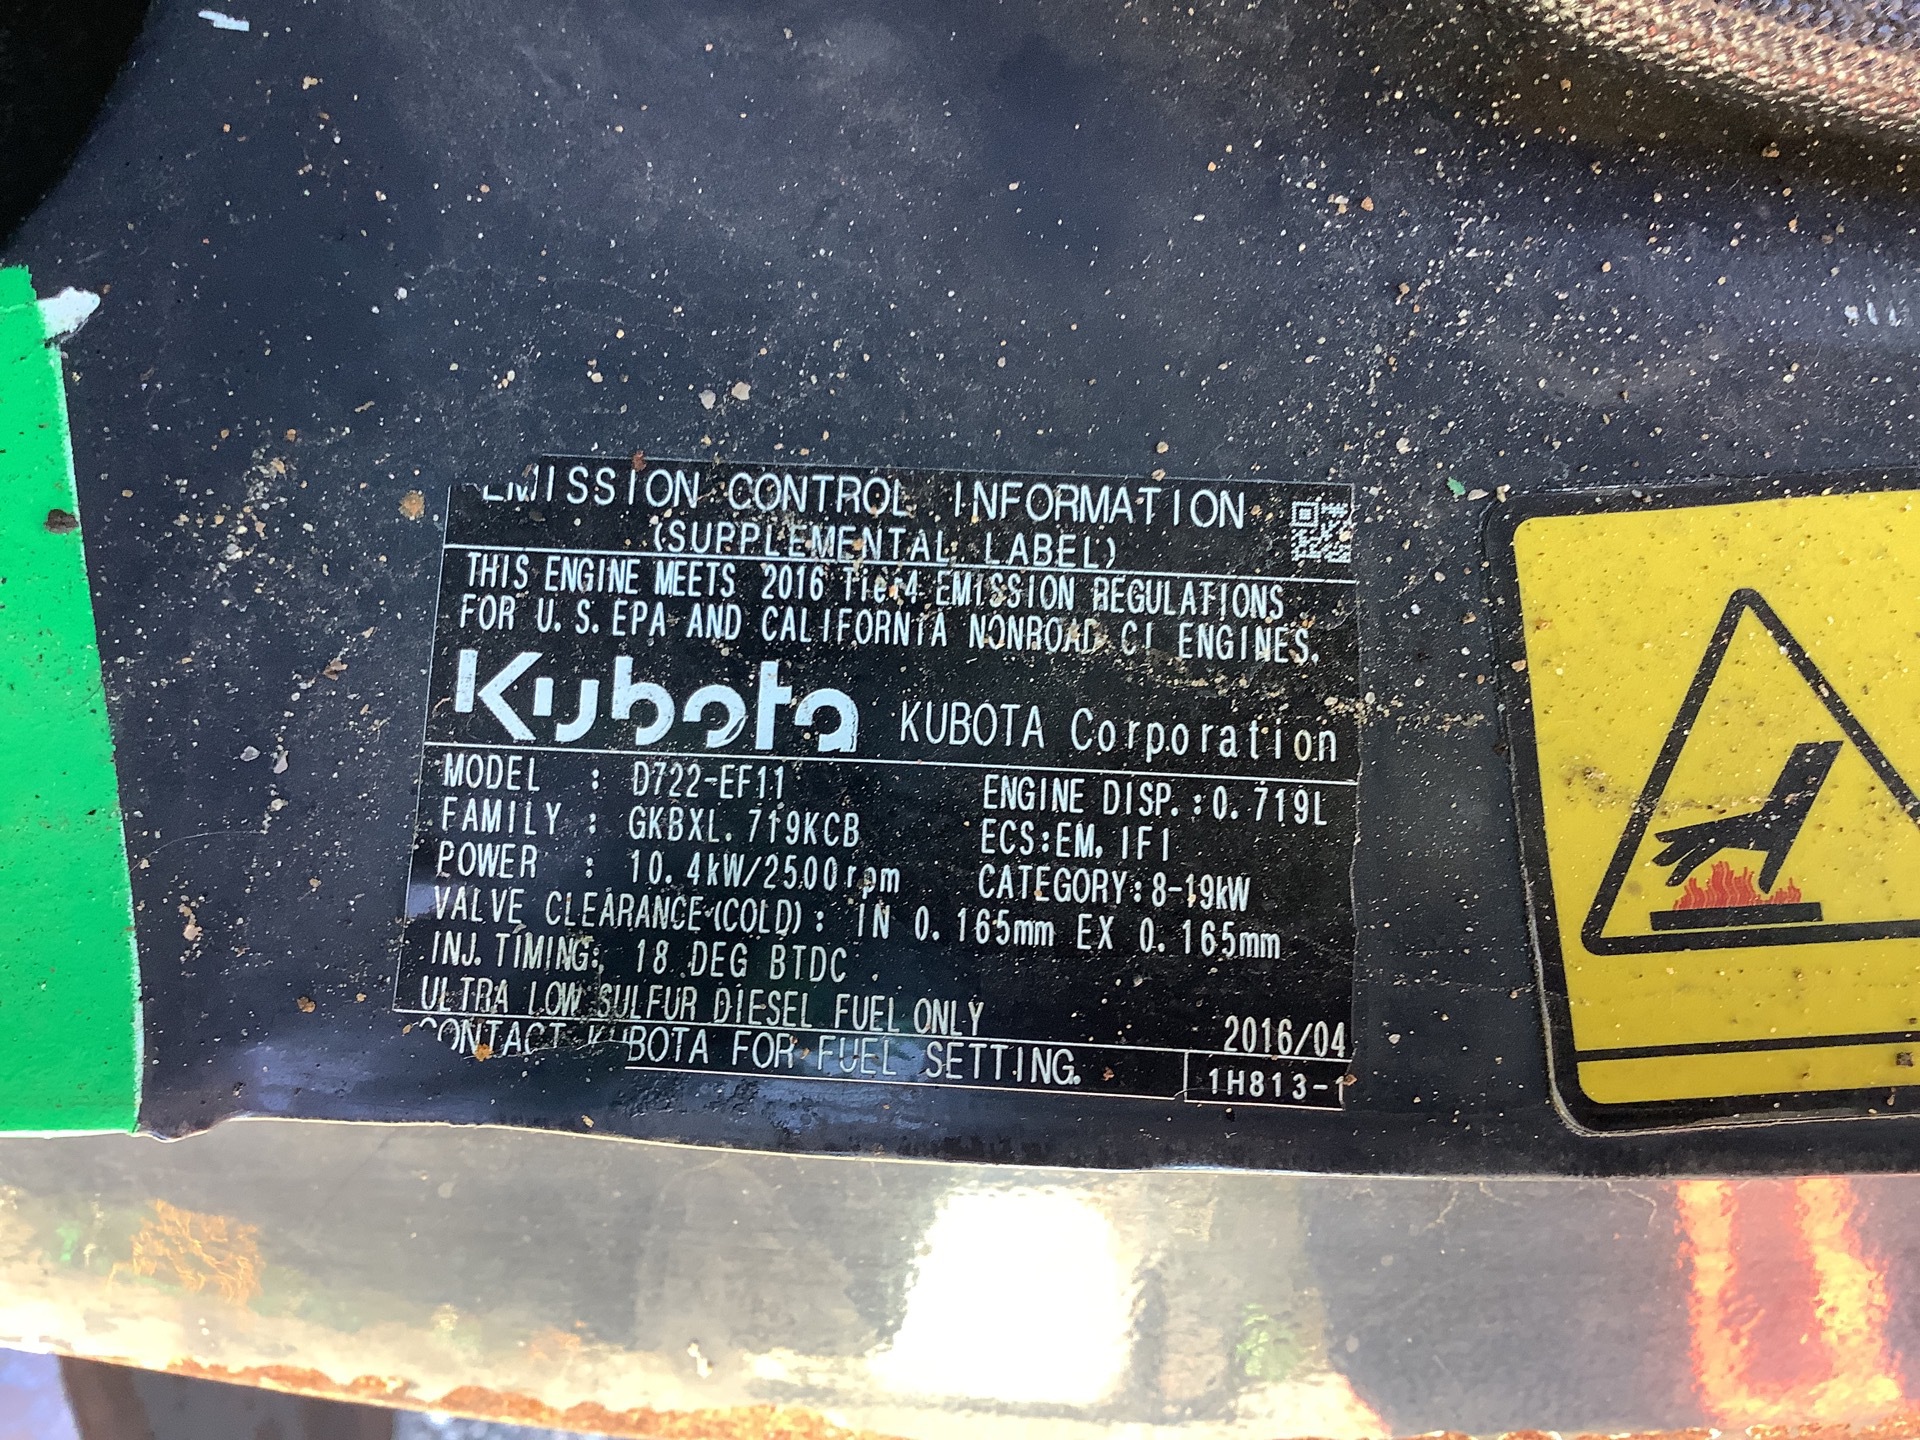 EMISSION CONTROL INFORMATION
(SUPPLEMENTAL LABEL)
THIS ENGINE MEETS 2016 Tier4 EMISSION REGULATIONS
FOR U.S.EPA AND CALIFORNIA NONROAD CI ENGINES.
Kubota KUBOTA Corporation
MODEL : D722-EF11 ENGINE DISP.:0.719L
FAMILY : GKBXL.719KCB ECS:EM,IFI
POWER : 10.4kW/2500rpm CATEGORY:8-19kW
VALVE CLEARANCE(COLD): IN 0.165mm EX 0.165mm
INJ.TIMING: 18 DEG BTDC
ULTRA LOW SULFUR DIESEL FUEL ONLY
2016/04
CONTACT KUBOTA FOR FUEL SETTING.
1H813-1